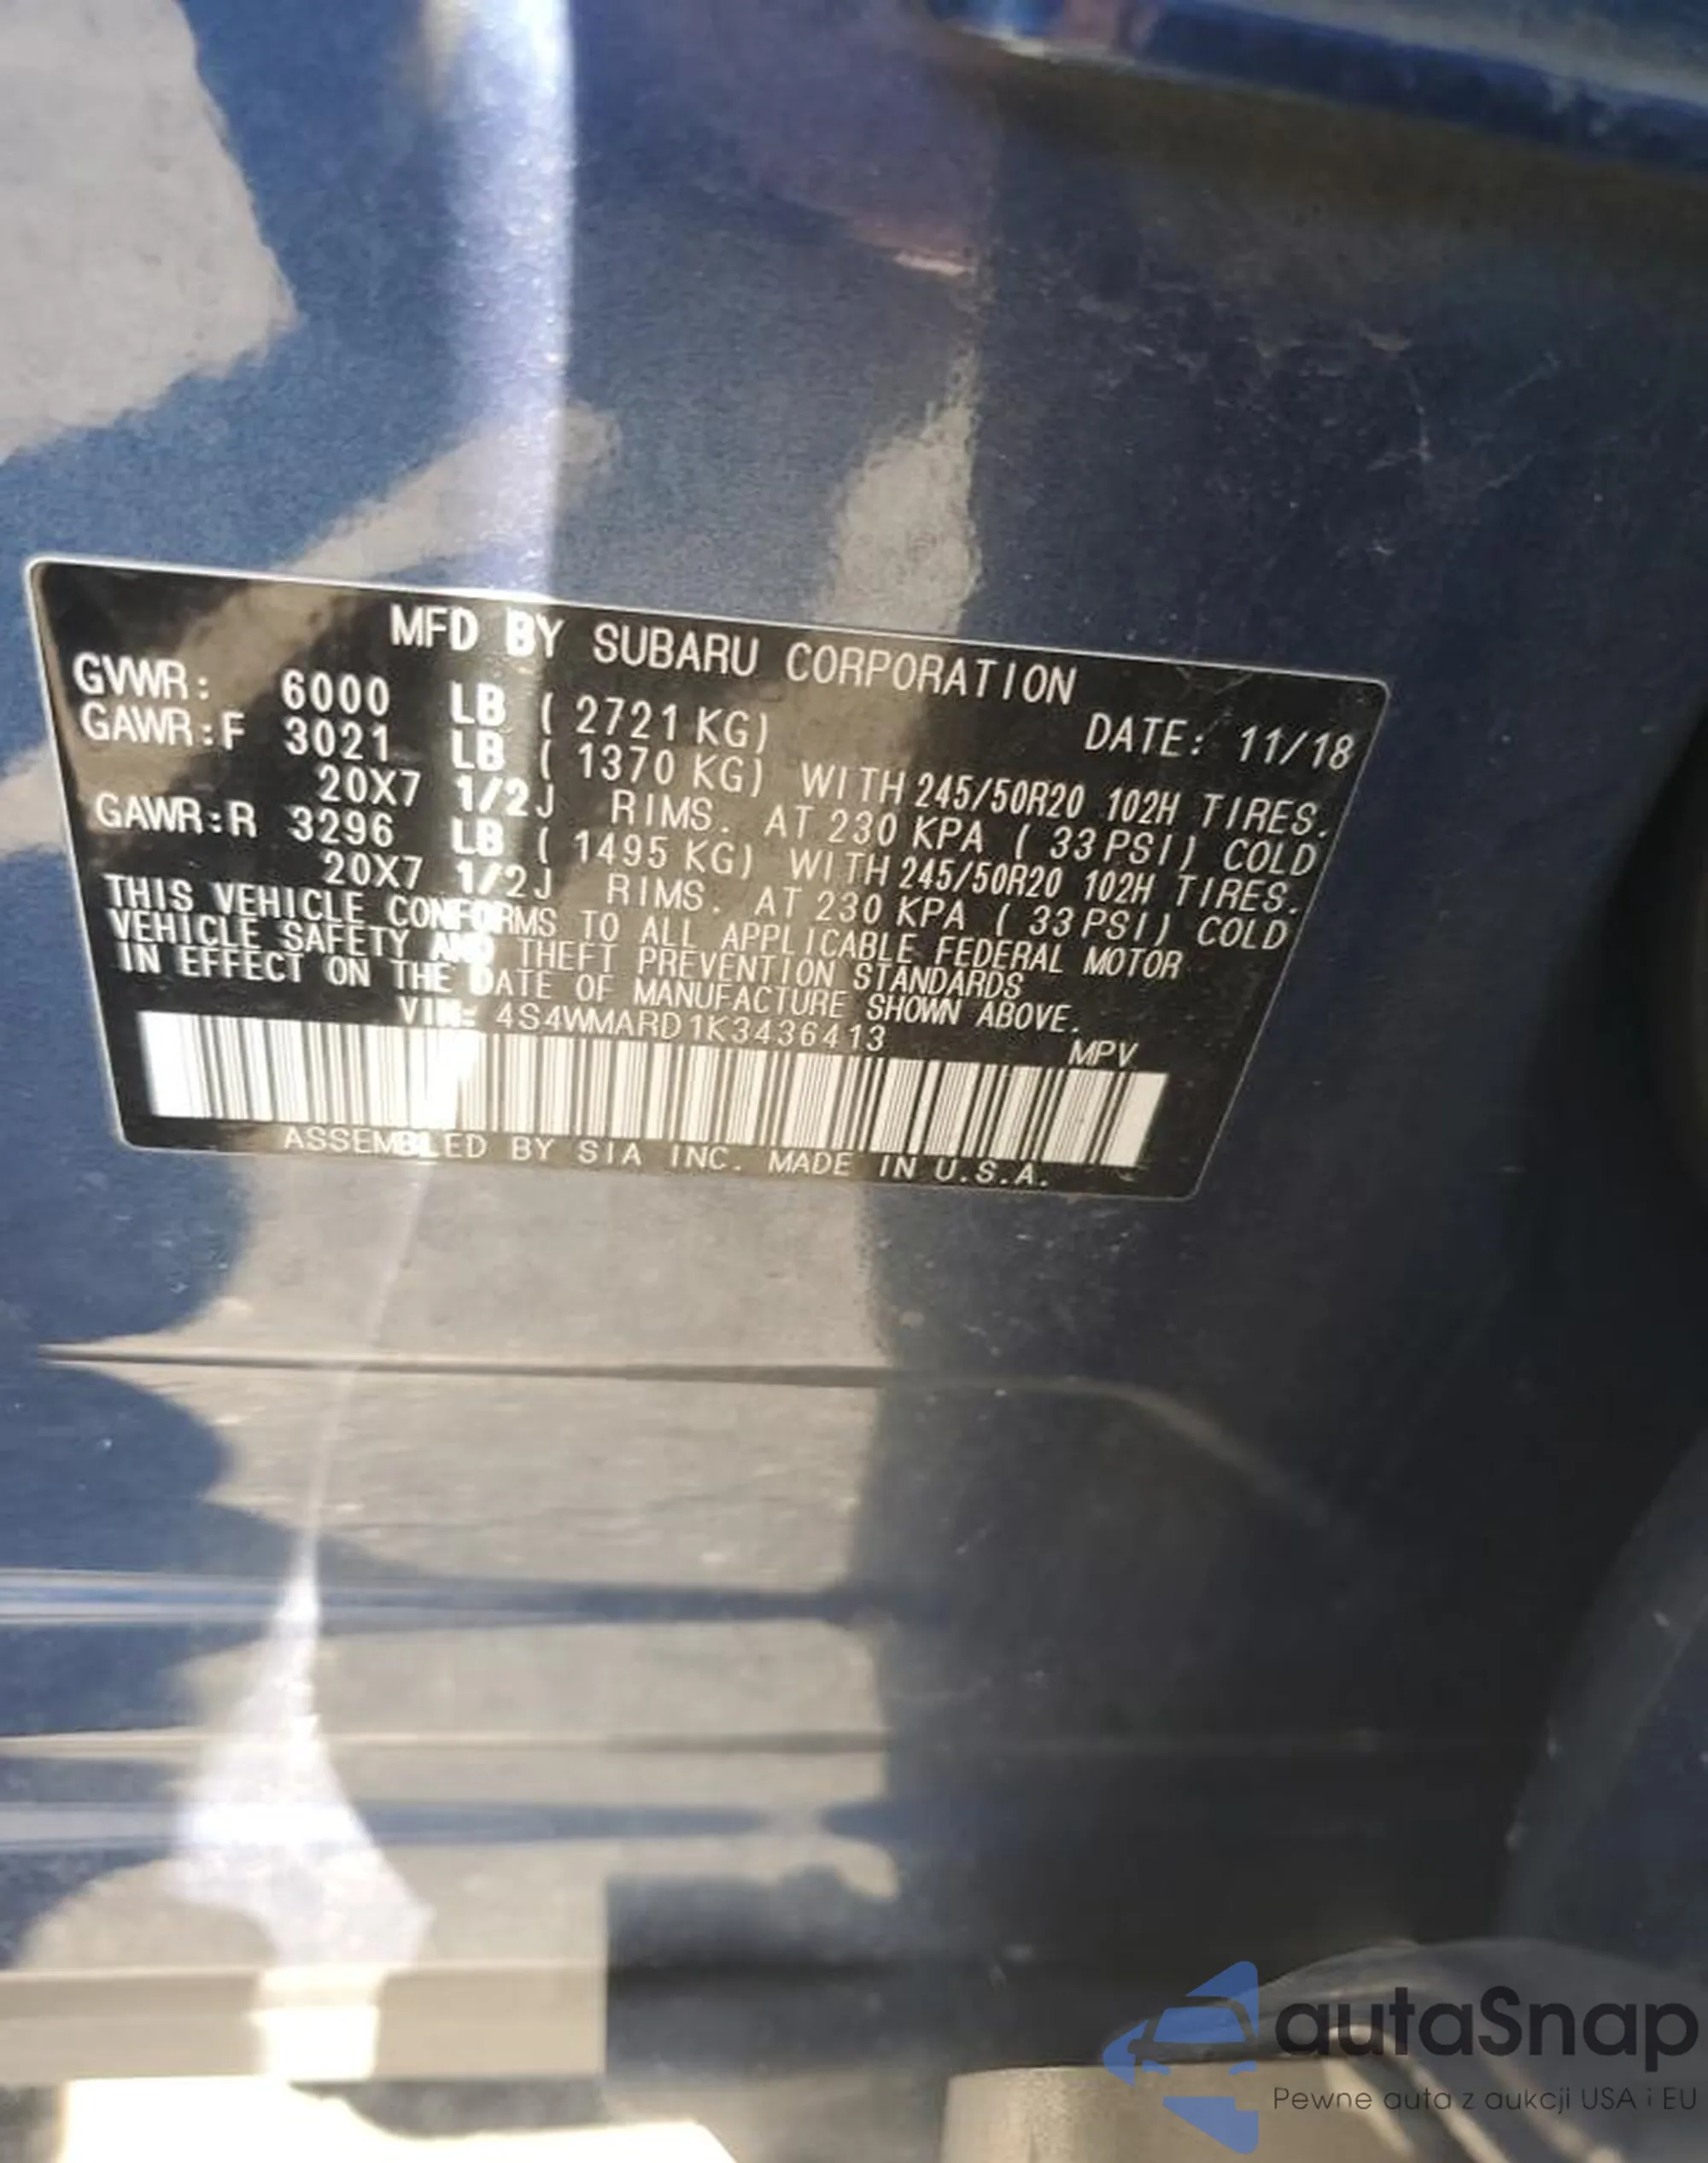 MFD BY SUBARU CORPORATION
GVWR: 6000 LB ( 2721 KG) DATE: 11/18
GAWR:F 3021 LB ( 1370 KG) WITH 245/50R20 102H TIRES.
20X7 1/2J RIMS. AT 230 KPA ( 33 PSI) COLD
GAWR:R 3296 LB ( 1495 KG) WITH 245/50R20 102H TIRES.
20X7 1/2J RIMS. AT 230 KPA ( 33 PSI) COLD
THIS VEHICLE CONFORMS TO ALL APPLICABLE FEDERAL MOTOR
VEHICLE SAFETY AND THEFT PREVENTION STANDARDS
IN EFFECT ON THE DATE OF MANUFACTURE SHOWN ABOVE.
VIN: 4S4WMARD1K3436413 MPV
ASSEMBLED BY SIA INC. MADE IN U.S.A.
autaSnap
Pewne auta z aukcji USA i EU